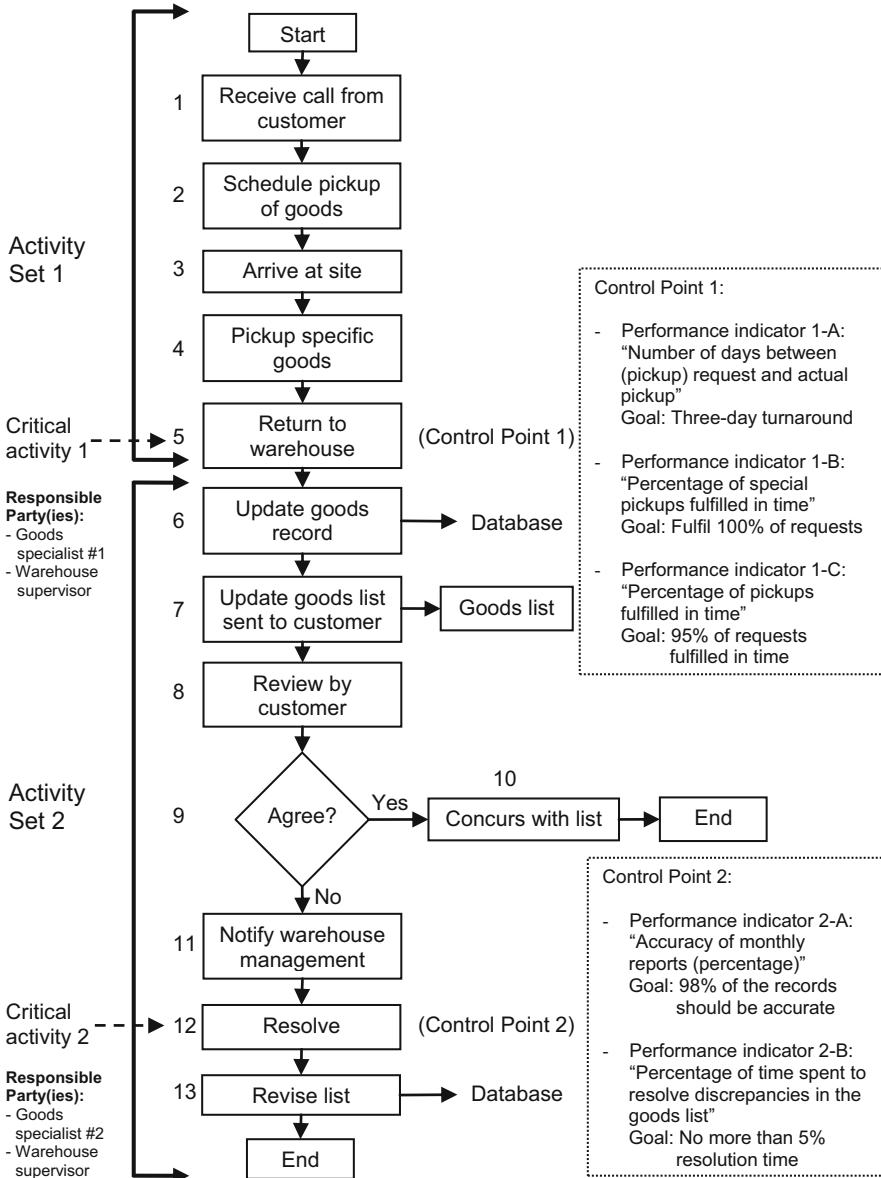 Start
1
Receive call from
customer
2
Schedule pickup
of goods
Activity
Set 1
3
Arrive at site
4
Pickup specific
goods
Critical
activity 1
5
Return to
warehouse
(Control Point 1)
Control Point 1:
- Performance indicator 1-A:
“Number of days between
(pickup) request and actual
pickup”
Goal: Three-day turnaround
- Performance indicator 1-B:
“Percentage of special
pickups fulfilled in time”
Goal: Fulfil 100% of requests
- Performance indicator 1-C:
“Percentage of pickups
fulfilled in time”
Goal: 95% of requests
fulfilled in time
Responsible
Party(ies):
- Goods
specialist #1
- Warehouse
supervisor
6
Update goods
record
Database
7
Update goods list
sent to customer
Goods list
8
Review by
customer
Activity
Set 2
9
Agree?
Yes
10
Concurs with list
End
No
11
Notify warehouse
management
Critical
activity 2
12
Resolve
(Control Point 2)
Control Point 2:
- Performance indicator 2-A:
“Accuracy of monthly
reports (percentage)”
Goal: 98% of the records
should be accurate
- Performance indicator 2-B:
“Percentage of time spent to
resolve discrepancies in the
goods list”
Goal: No more than 5%
resolution time
Responsible
Party(ies):
- Goods
specialist #2
- Warehouse
supervisor
13
Revise list
Database
End